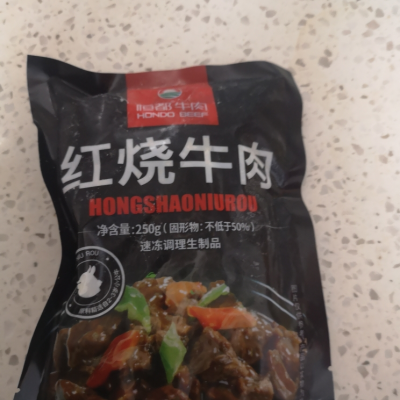 恒都牛肉
HONDO BEEF
红烧牛肉
HONGSHAONIUROU
净含量:250g(固形物:不低于50%)
速冻调理生制品